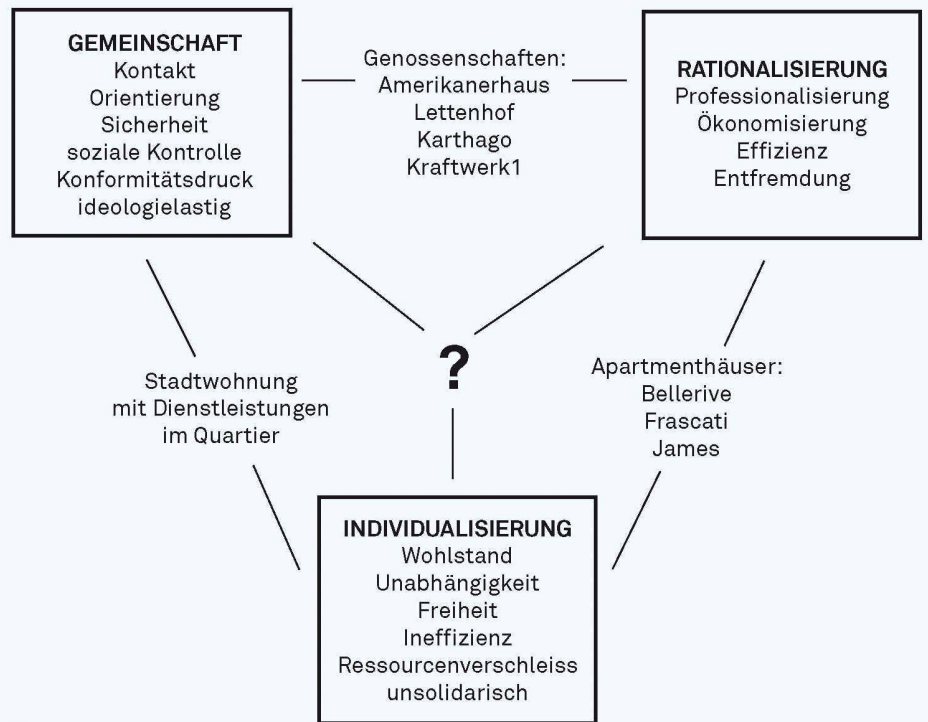 GEMEINSCHAFT
Kontakt
Orientierung
Sicherheit
soziale Kontrolle
Konformitätsdruck
ideologielastig
Genossenschaften:
Amerikanerhaus
Lettenhof
Karthago
Kraftwerk1
RATIONALISIERUNG
Professionalisierung
Ökonomisierung
Effizienz
Entfremdung
?
Stadtwohnung
mit Dienstleistungen
im Quartier
Apartmenthäuser:
Bellerive
Frascati
James
INDIVIDUALISIERUNG
Wohlstand
Unabhängigkeit
Freiheit
Ineffizienz
Ressourcenverschleiss
unsolidarisch